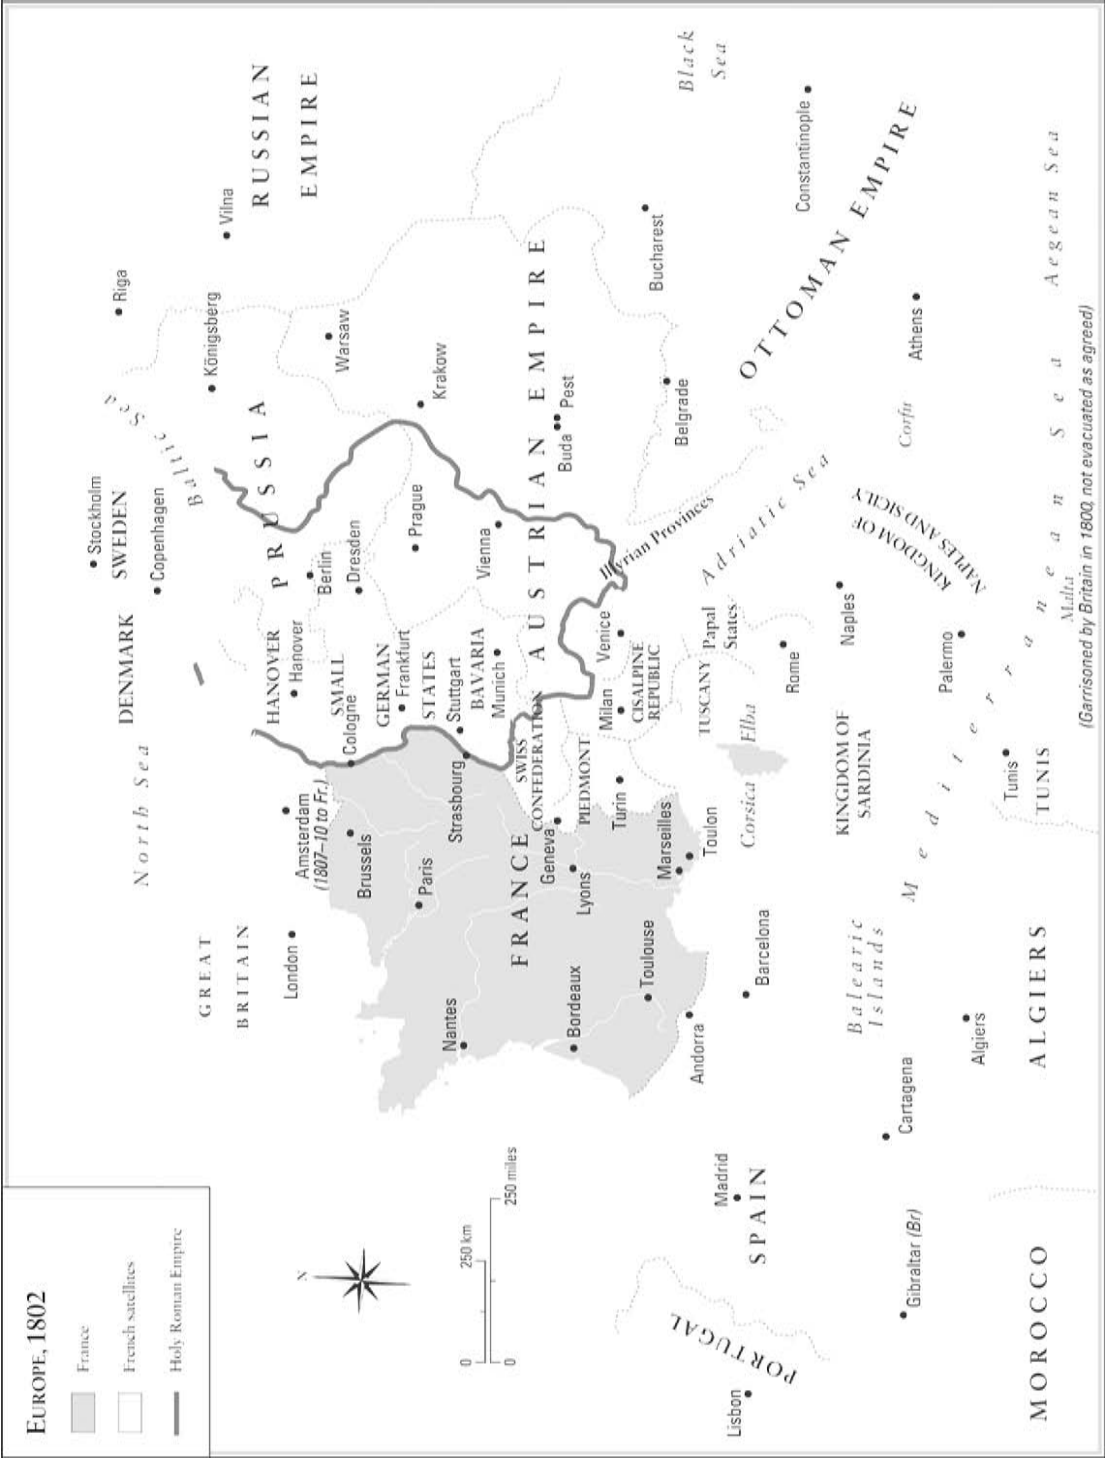 EUROPE, 1802
France
French satellites
Holy Roman Empire
N
0 250 km
0 250 miles
North Sea
DENMARK
SWEDEN
Stockholm
Copenhagen
Baltic Sea
Riga
Königsberg
Vilna
RUSSIAN
EMPIRE
GREAT
BRITAIN
London
Amsterdam
(1807–10 to Fr.)
HANOVER
Hanover
PRUSSIA
Berlin
Dresden
Warsaw
Brussels
Cologne
SMALL
GERMAN
STATES
Frankfurt
Prague
Krakow
Paris
Strasbourg
Stuttgart
BAVARIA
Munich
Vienna
Nantes
FRANCE
SWISS
CONFEDERATION
AUSTRIAN EMPIRE
Buda
Pest
Geneva
Lyons
PIEDMONT
Turin
Milan
Venice
CISALPINE
REPUBLIC
Illyrian Provinces
Belgrade
Bucharest
Black
Sea
Bordeaux
Toulouse
Marseilles
Toulon
TUSCANY
Papal
States
Adriatic Sea
OTTOMAN EMPIRE
Constantinople
Andorra
Barcelona
Corsica
Elba
Rome
Naples
KINGDOM OF
NAPLES AND SICILY
Corfu
Athens
PORTUGAL
Lisbon
Madrid
SPAIN
Balearic
Islands
KINGDOM OF
SARDINIA
Palermo
Cartagena
Gibraltar (Br)
Mediterranean Sea
Aegean Sea
Algiers
Tunis
Malta
MOROCCO
ALGIERS
TUNIS
(Garrisoned by Britain in 1800, not evacuated as agreed)